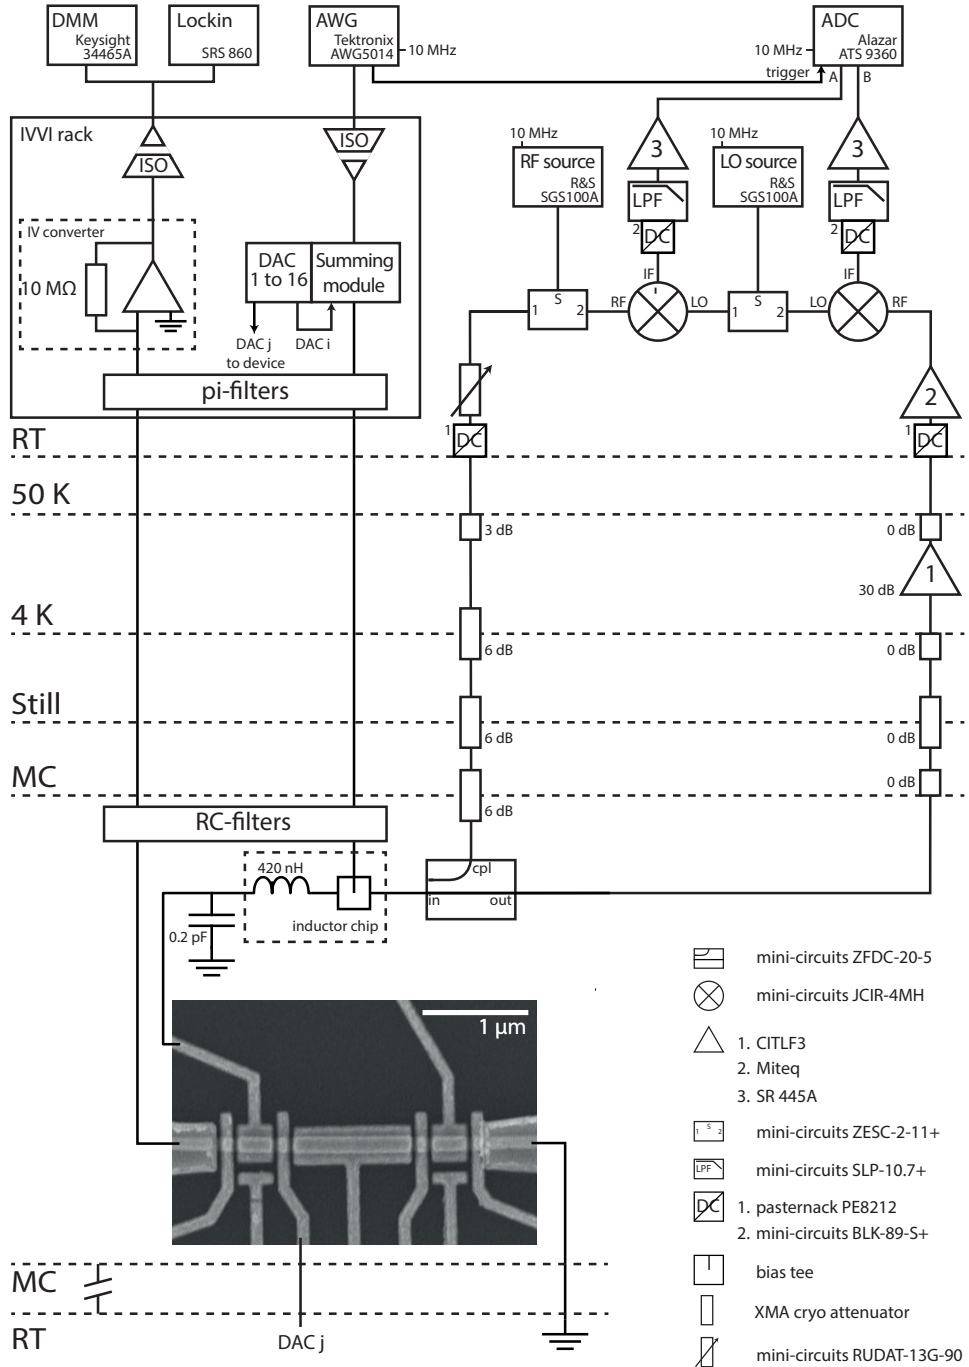 DMM
Keysight
34465A
Lockin
SRS 860
AWG
Tektronix
AWG5014
10 MHz
ADC
Alazar
ATS 9360
10 MHz
trigger
A
B
IVVI rack
ISO
ISO
IV converter
10 MΩ
DAC
1 to 16
Summing
module
DAC j
to device
DAC i
pi-filters
10 MHz
RF source
R&S
SGS100A
3
LPF
2
DC
IF
10 MHz
LO source
R&S
SGS100A
3
LPF
2
DC
IF
1
S
2
RF
LO
1
S
2
LO
RF
2
1
DC
1
DC
RT
50 K
3 dB
0 dB
1
30 dB
4 K
6 dB
0 dB
Still
6 dB
0 dB
MC
6 dB
0 dB
RC-filters
420 nH
inductor chip
0.2 pF
cpl
in
out
1 μm
mini-circuits ZFDC-20-5
mini-circuits JCIR-4MH
1. CITLF3
2. Miteq
3. SR 445A
1
S
2
mini-circuits ZESC-2-11+
LPF
mini-circuits SLP-10.7+
DC
1. pasternack PE8212
2. mini-circuits BLK-89-S+
bias tee
XMA cryo attenuator
mini-circuits RUDAT-13G-90
MC
RT
DAC j